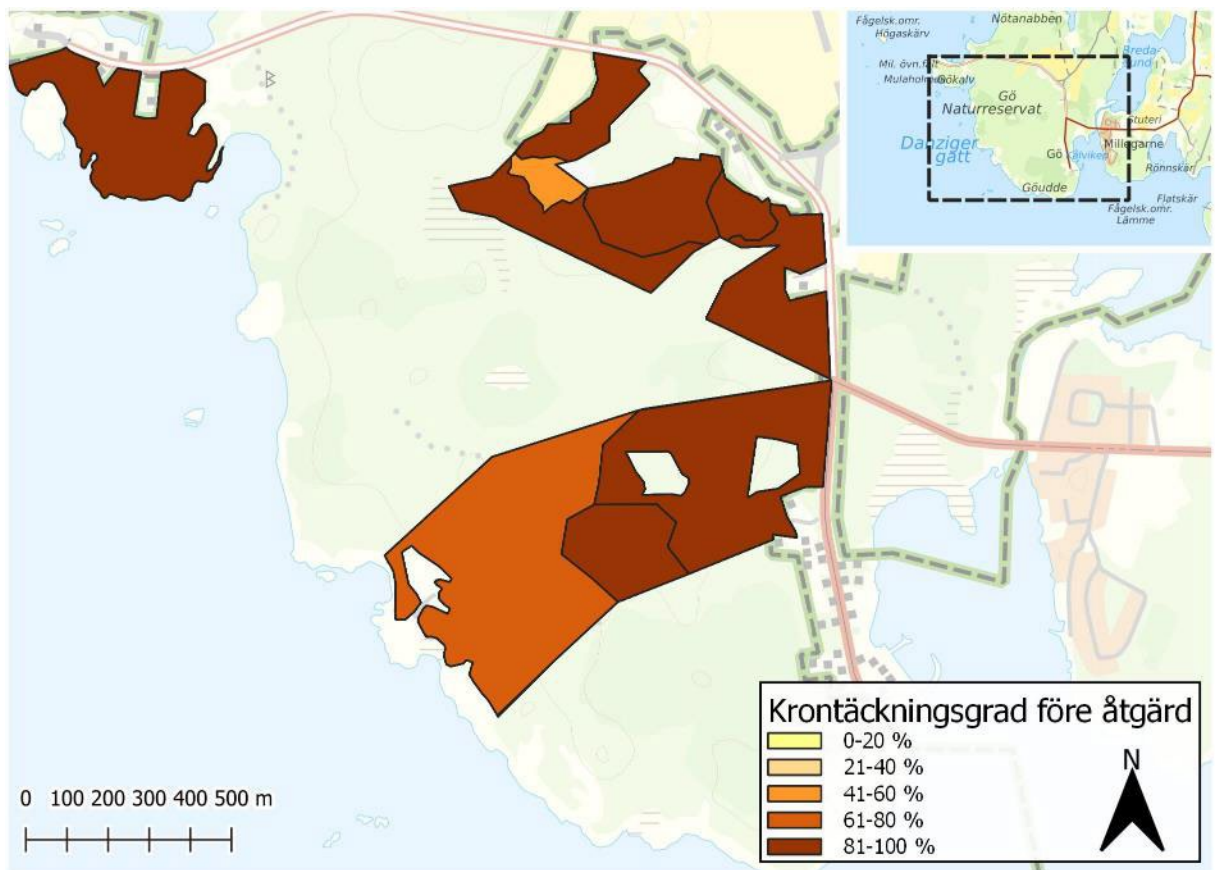 Fågelsk.omr.
Högaskärv
Nötanabben
Mil. övn.fält
Mulaholmen
Gökalv
Breda-
sund
Gö
Naturreservat
Stuteri
Danziger
gatt
Gö
Kalviken
Millegarne
Rönnskär
Göudde
Flatskär
Fågelsk.omr.
Lämme
Krontäckningsgrad före åtgärd
0-20 %
21-40 %
41-60 %
61-80 %
81-100 %
N
0 100 200 300 400 500 m